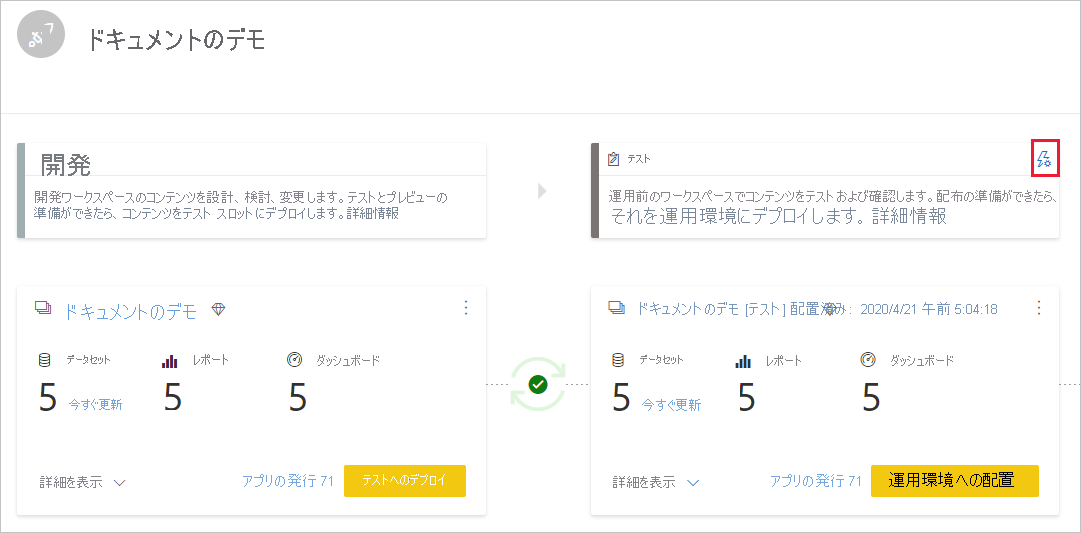 ドキュメントのデモ
開発
開発ワークスペースのコンテンツを設計、検討、変更します。テストとプレビューの
準備ができたら、コンテンツをテスト スロットにデプロイします。詳細情報
テスト
運用前のワークスペースでコンテンツをテストおよび確認します。配布の準備ができたら、
それを運用環境にデプロイします。詳細情報
ドキュメントのデモ
データセット
レポート
ダッシュボード
5
今すぐ更新
5
5
詳細を表示
アプリの発行 71
テストへのデプロイ
ドキュメントのデモ [テスト] 配置済み: 2020/4/21 午前 5:04:18
データセット
レポート
ダッシュボード
5
今すぐ更新
5
5
詳細を表示
アプリの発行 71
運用環境への配置